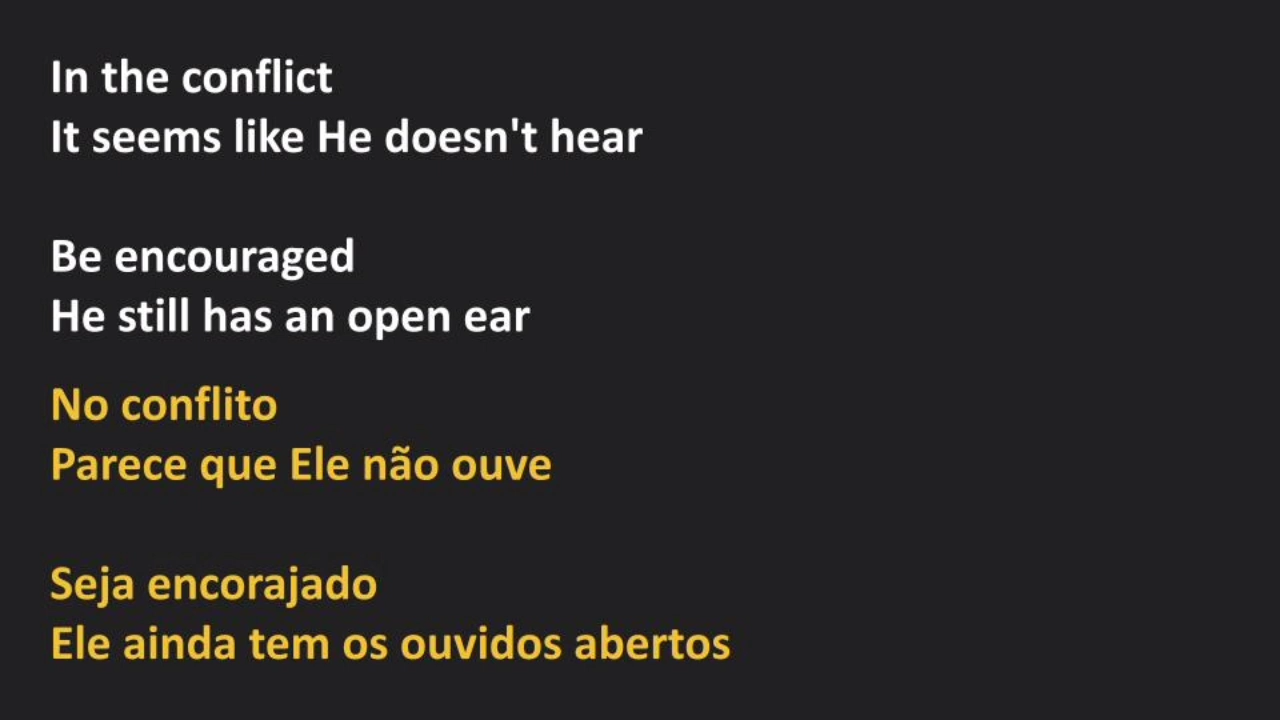 In the conflict
It seems like He doesn't hear
Be encouraged
He still has an open ear
No conflito
Parece que Ele não ouve
Seja encorajado
Ele ainda tem os ouvidos abertos